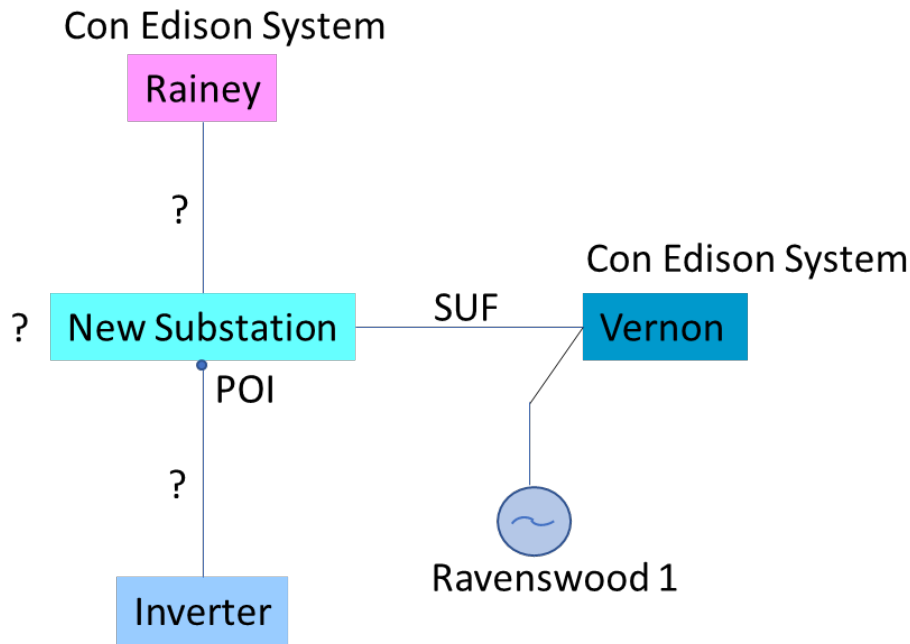 Con Edison System
Rainey
?
Con Edison System
? New Substation
SUF
Vernon
POI
?
Ravenswood 1
Inverter